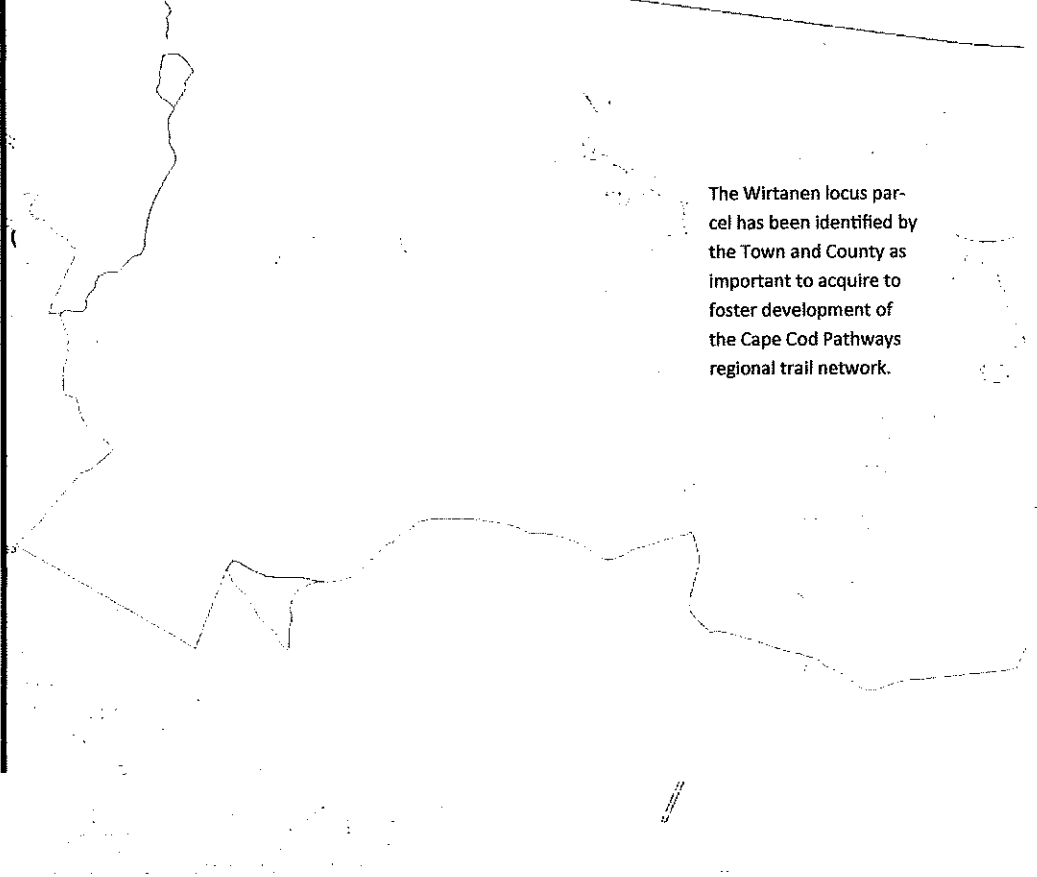 The Wirtanen locus par-
cel has been identified by
the Town and County as
important to acquire to
foster development of
the Cape Cod Pathways
regional trail network.